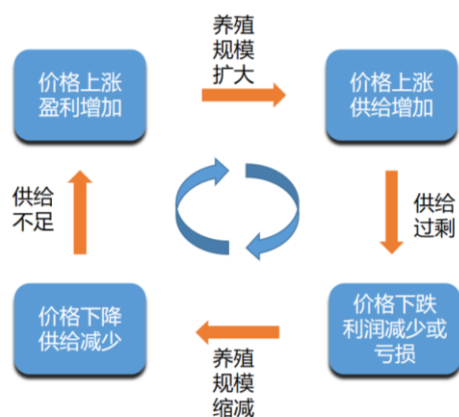 养殖
规模
扩大
价格上涨
盈利增加
价格上涨
供给增加
供给
不足
供给
过剩
价格下降
供给减少
价格下跌
利润减少或
亏损
养殖
规模
缩减